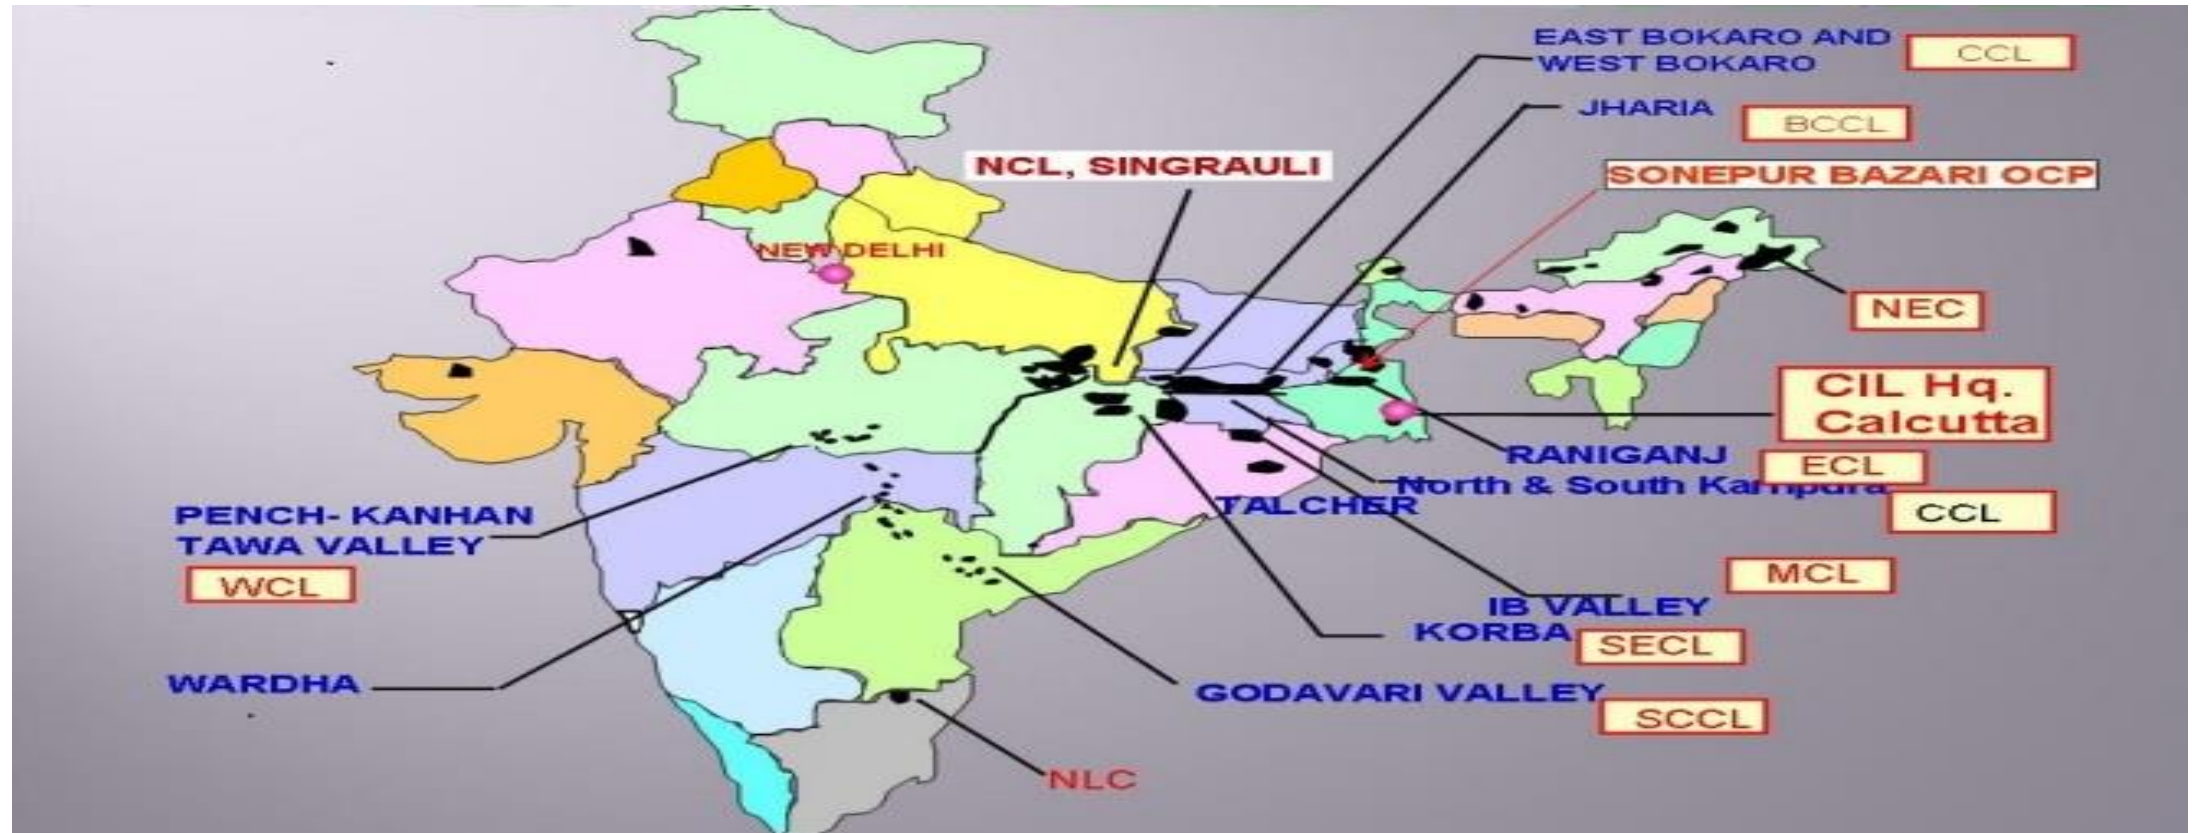 EAST BOKARO AND
WEST BOKARO
CCL
JHARIA
BCCL
NCL, SINGRAULI
SONEPUR BAZARI OCP
NEW DELHI
NEC
CIL Hq.
Calcutta
RANIGANJ
ECL
North & South Karnpura
CCL
TALCHER
PENCH- KANHAN
TAWA VALLEY
WCL
MCL
IB VALLEY
KORBA
SECL
WARDHA
GODAVARI VALLEY
SCCL
NLC